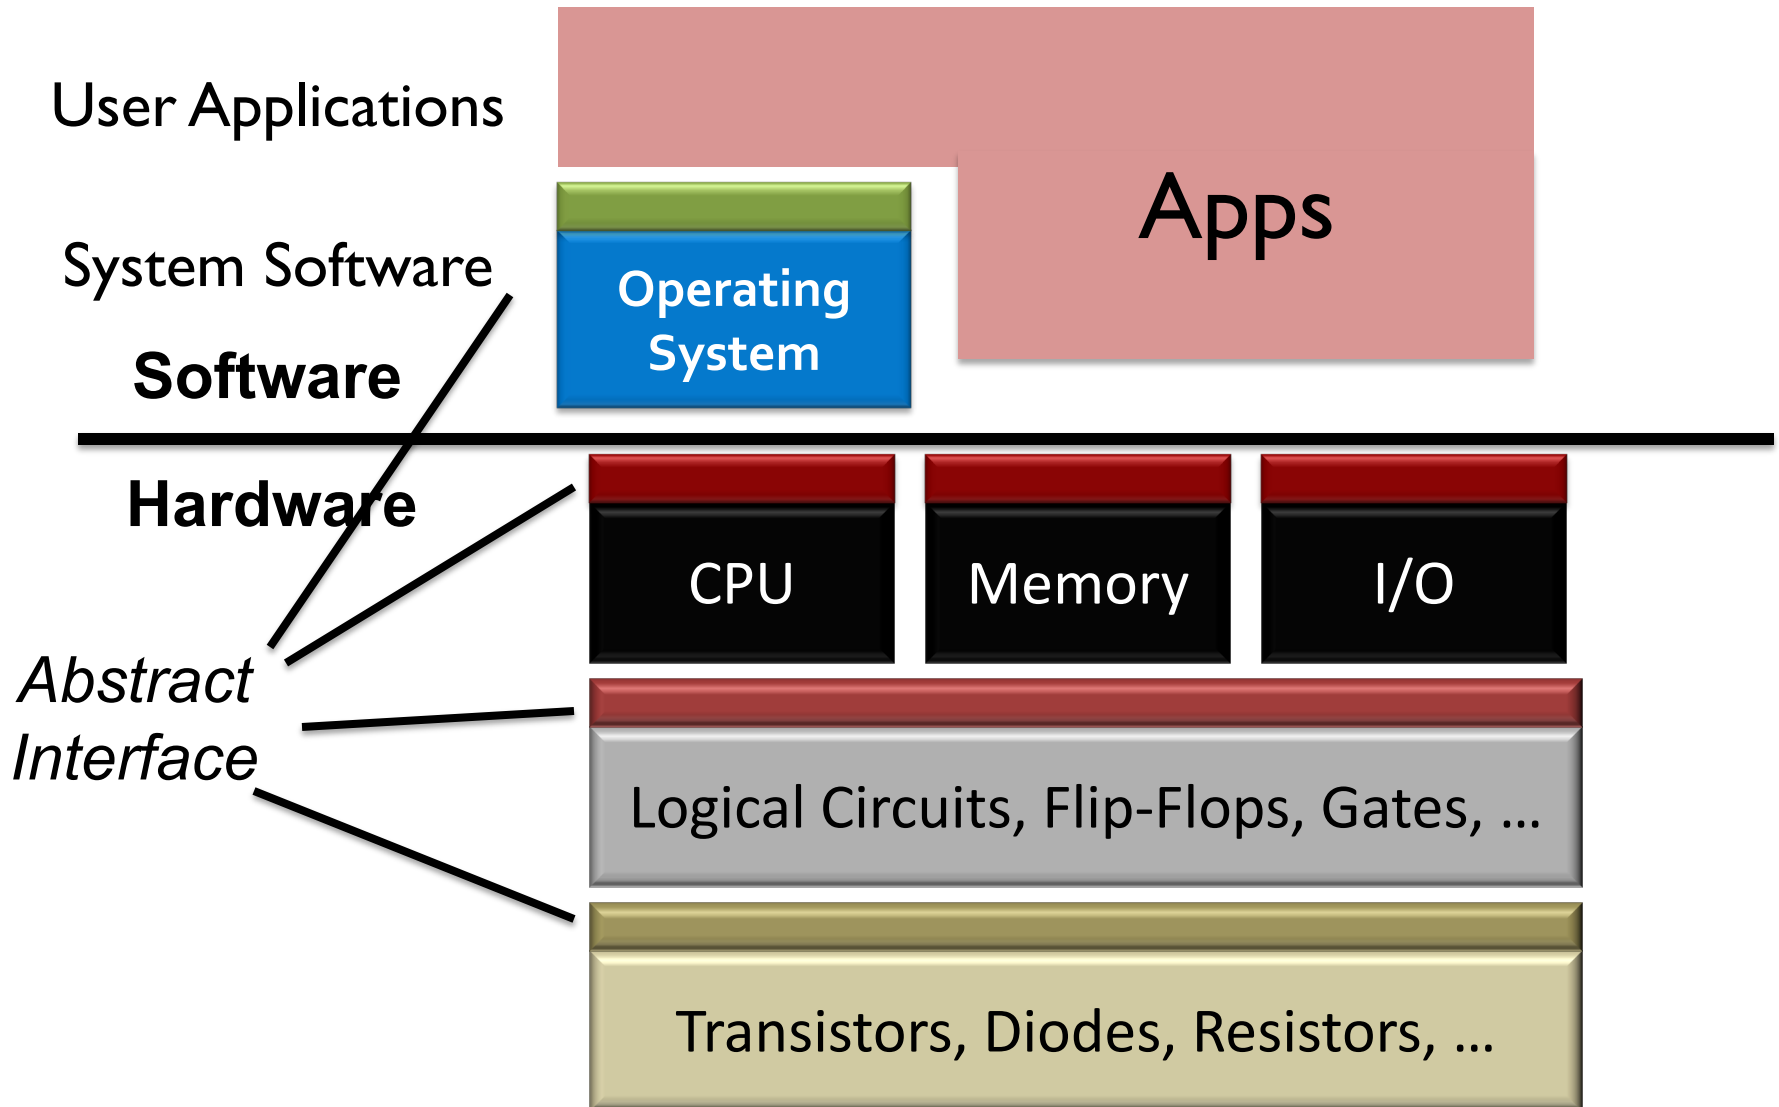 User Applications
Apps
System Software
Operating
System
Software
Hardware
CPU
Memory
I/O
Abstract
Interface
Logical Circuits, Flip-Flops, Gates, ...
Transistors, Diodes, Resistors, ...